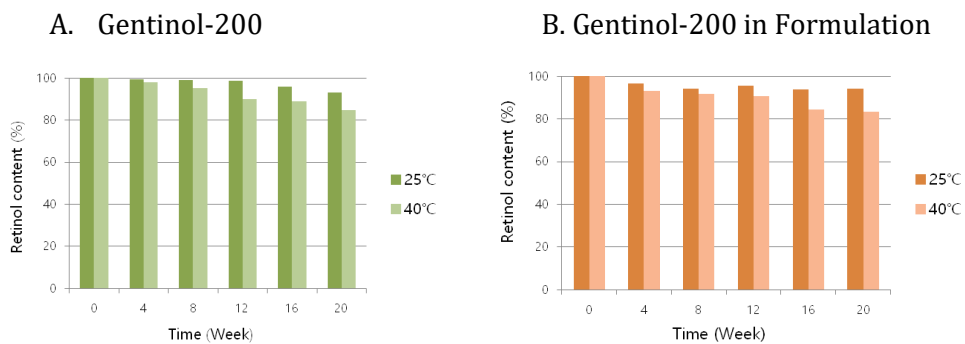 A. Gentinol-200
Retinol content (%)
100
80
60
40
20
0
0 4 8 12 16 20
Time (Week)
25℃
40℃
B. Gentinol-200 in Formulation
Retinol content (%)
100
80
60
40
20
0
0 4 8 12 16 20
Time (Week)
25℃
40℃